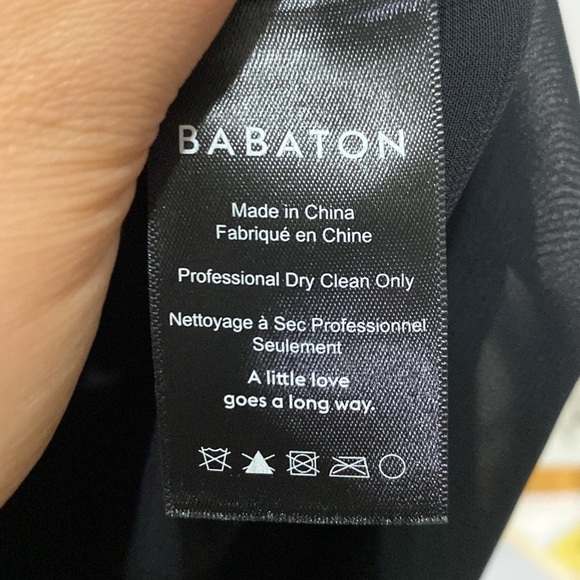 BABATON
Made in China
Fabriqué en Chine
Professional Dry Clean Only
Nettoyage à Sec Professionnel
Seulement
A little love
goes a long way.